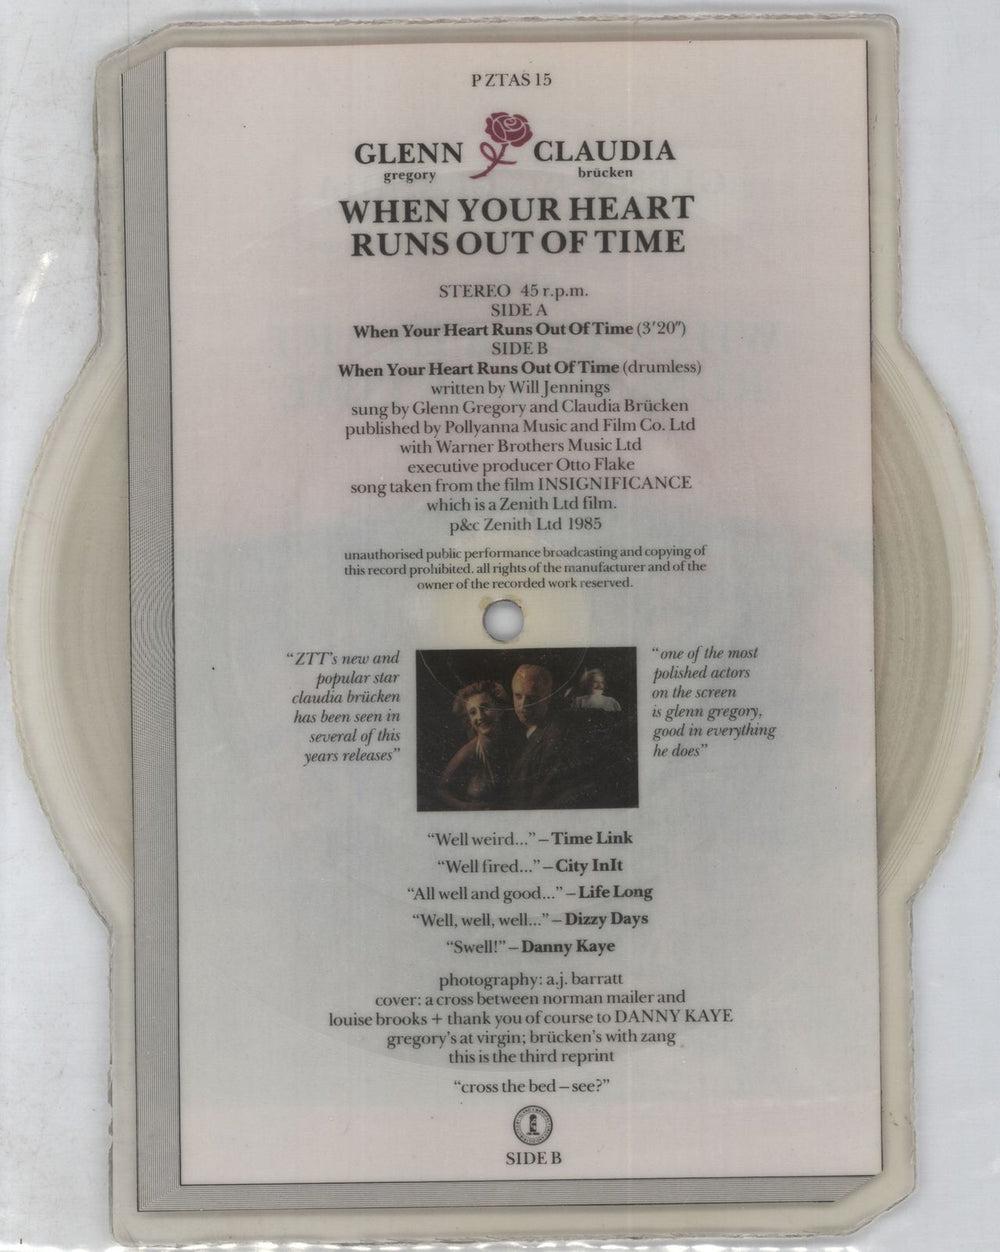 PZTAS 15
GLENN CLAUDIA
gregory brücken
WHEN YOUR HEART
RUNS OUT OF TIME
STEREO 45 r.p.m.
SIDE A
When Your Heart Runs Out Of Time (3'20")
SIDE B
When Your Heart Runs Out Of Time (drumless)
written by Will Jennings
sung by Glenn Gregory and Claudia Brücken
published by Pollyanna Music and Film Co. Ltd
with Warner Brothers Music Ltd
executive producer Otto Flake
song taken from the film INSIGNIFICANCE
which is a Zenith Ltd film.
p&c Zenith Ltd 1985
unauthorised public performance broadcasting and copying of
this record prohibited. all rights of the manufacturer and of the
owner of the recorded work reserved.
“ZTT's new and
popular star
claudia brücken
has been seen in
several of this
years releases”
“one of the most
polished actors
on the screen
is glenn gregory,
good in everything
he does”
“Well weird...” – Time Link
“Well fired...” – City InIt
“All well and good...” – Life Long
“Well, well, well...” – Dizzy Days
“Swell!” – Danny Kaye
photography: a.j. barratt
cover: a cross between norman mailer and
louise brooks + thank you of course to DANNY KAYE
gregory's at virgin; brücken's with zang
this is the third reprint
“cross the bed – see?”
SIDE B